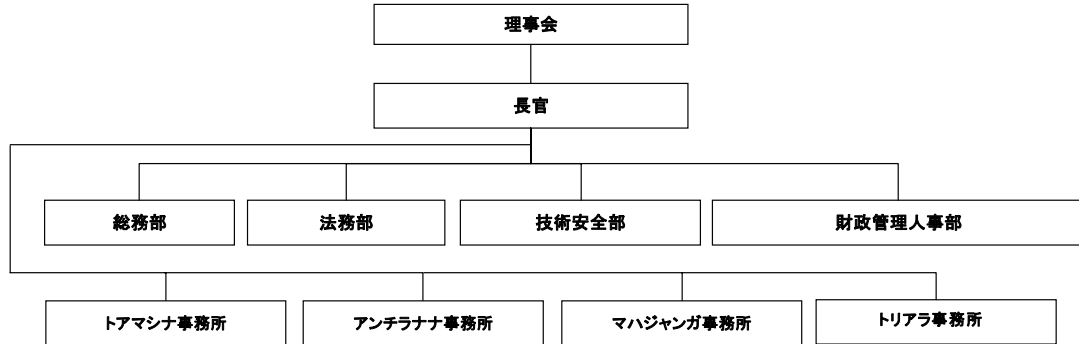 理事会
長官
総務部
法務部
技術安全部
財政管理人事部
トアマシナ事務所
アンチラナナ事務所
マハジャンガ事務所
トリアラ事務所